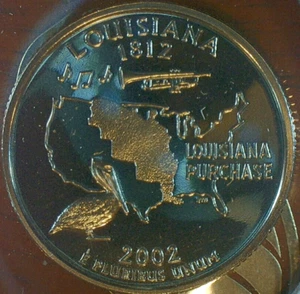 LOUISIANA
1812
LOUISIANA
PURCHASE
2002
E PLURIBUS UNUM